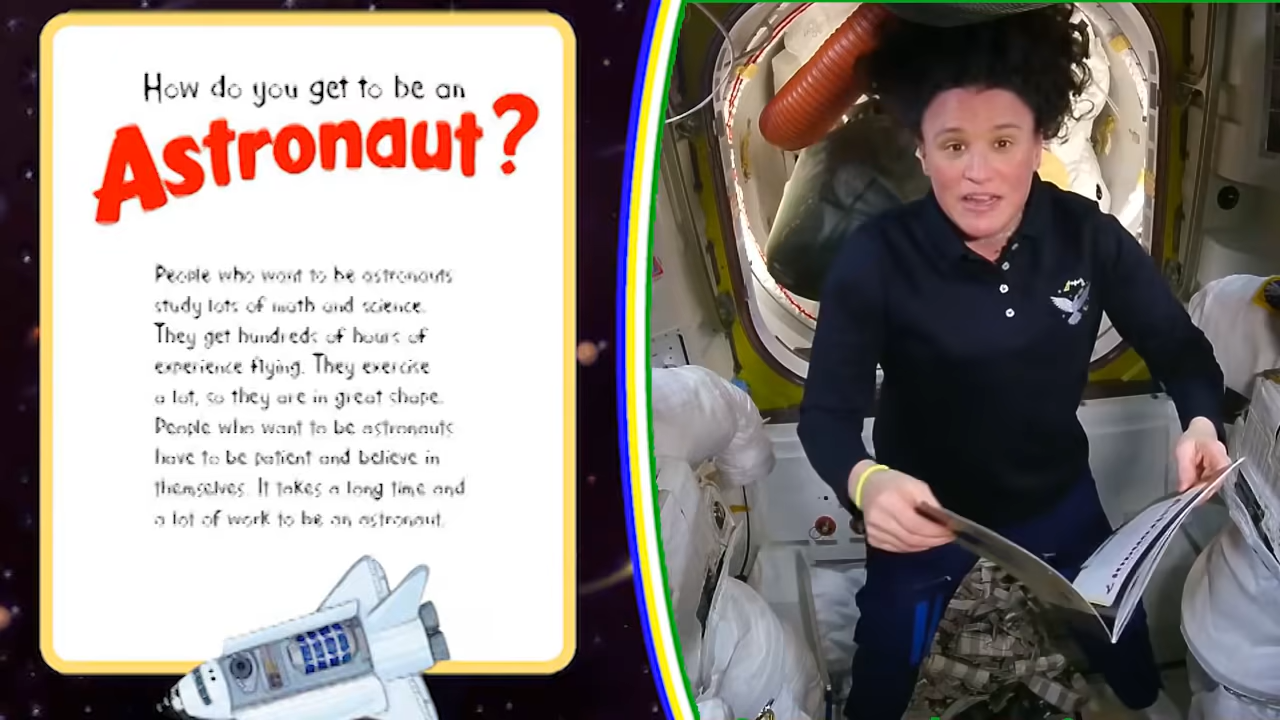 How do you get to be an
Astronaut?
People who want to be astronauts
study lots of math and science.
They get hundreds of hours of
experience flying. They exercise
a lot, so they are in great shape.
People who want to be astronauts
have to be patient and believe in
themselves. It takes a long time and
a lot of work to be an astronaut.